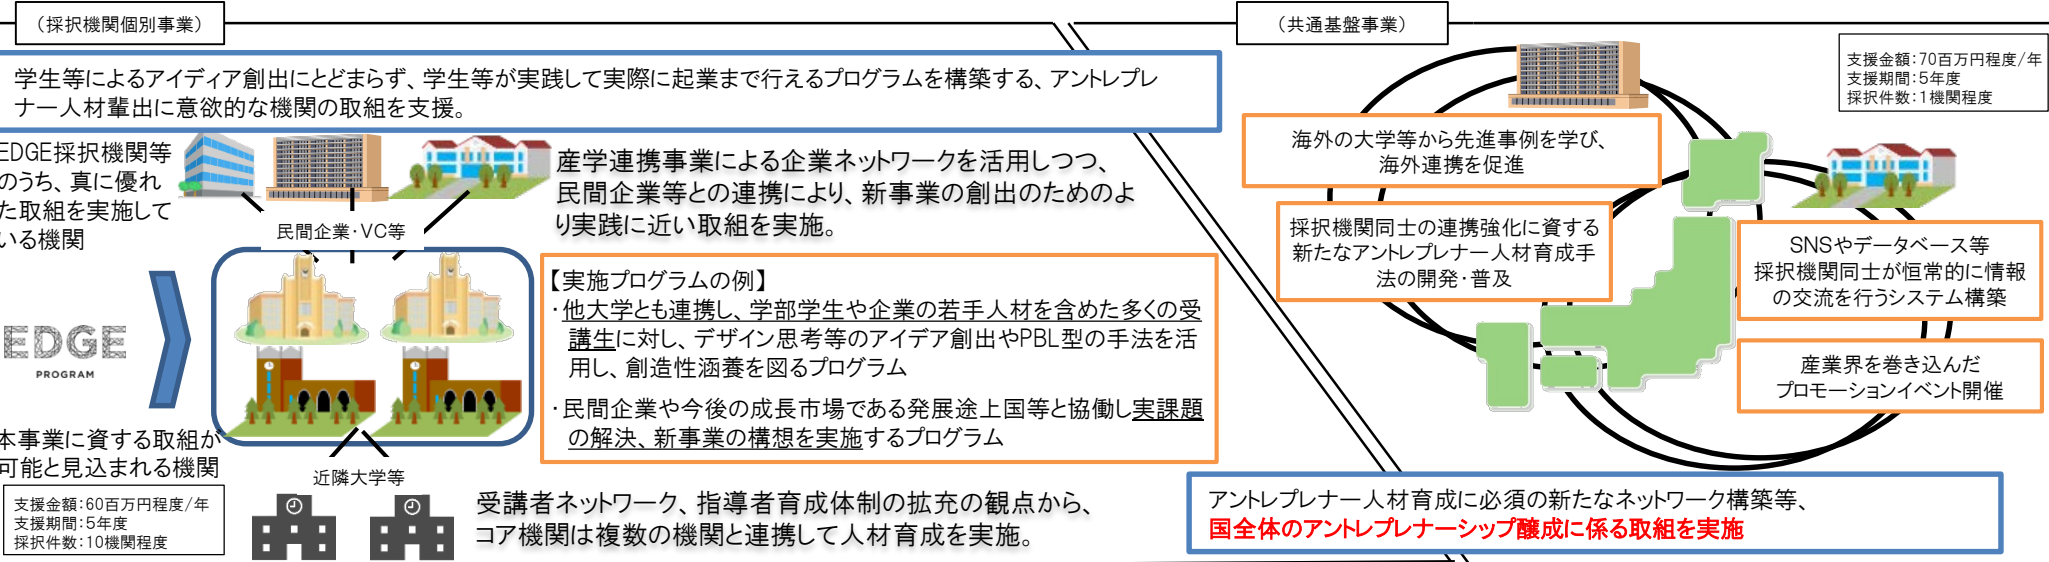 （採択機関個別事業）
学生等によるアイディア創出にとどまらず、学生等が実践して実際に起業まで行えるプログラムを構築する、アントレプレ
ナー人材輩出に意欲的な機関の取組を支援。
EDGE採択機関等
のうち、真に優れ
た取組を実施して
いる機関
民間企業・VC等
産学連携事業による企業ネットワークを活用しつつ、
民間企業等との連携により、新事業の創出のためのよ
り実践に近い取組を実施。
EDGE
PROGRAM
【実施プログラムの例】
・他大学とも連携し、学部学生や企業の若手人材を含めた多くの受
講生に対し、デザイン思考等のアイデア創出やPBL型の手法を活
用し、創造性涵養を図るプログラム
・民間企業や今後の成長市場である発展途上国等と協働し実課題
の解決、新事業の構想を実施するプログラム
本事業に資する取組が
可能と見込まれる機関
近隣大学等
支援金額：60百万円程度/年
支援期間：5年度
採択件数：10機関程度
受講者ネットワーク、指導者育成体制の拡充の観点から、
コア機関は複数の機関と連携して人材育成を実施。
（共通基盤事業）
支援金額：70百万円程度/年
支援期間：5年度
採択件数：1機関程度
海外の大学等から先進事例を学び、
海外連携を促進
採択機関同士の連携強化に資する
新たなアントレプレナー人材育成手
法の開発・普及
SNSやデータベース等
採択機関同士が恒常的に情報
の交流を行うシステム構築
産業界を巻き込んだ
プロモーションイベント開催
アントレプレナー人材育成に必須の新たなネットワーク構築等、
国全体のアントレプレナーシップ醸成に係る取組を実施